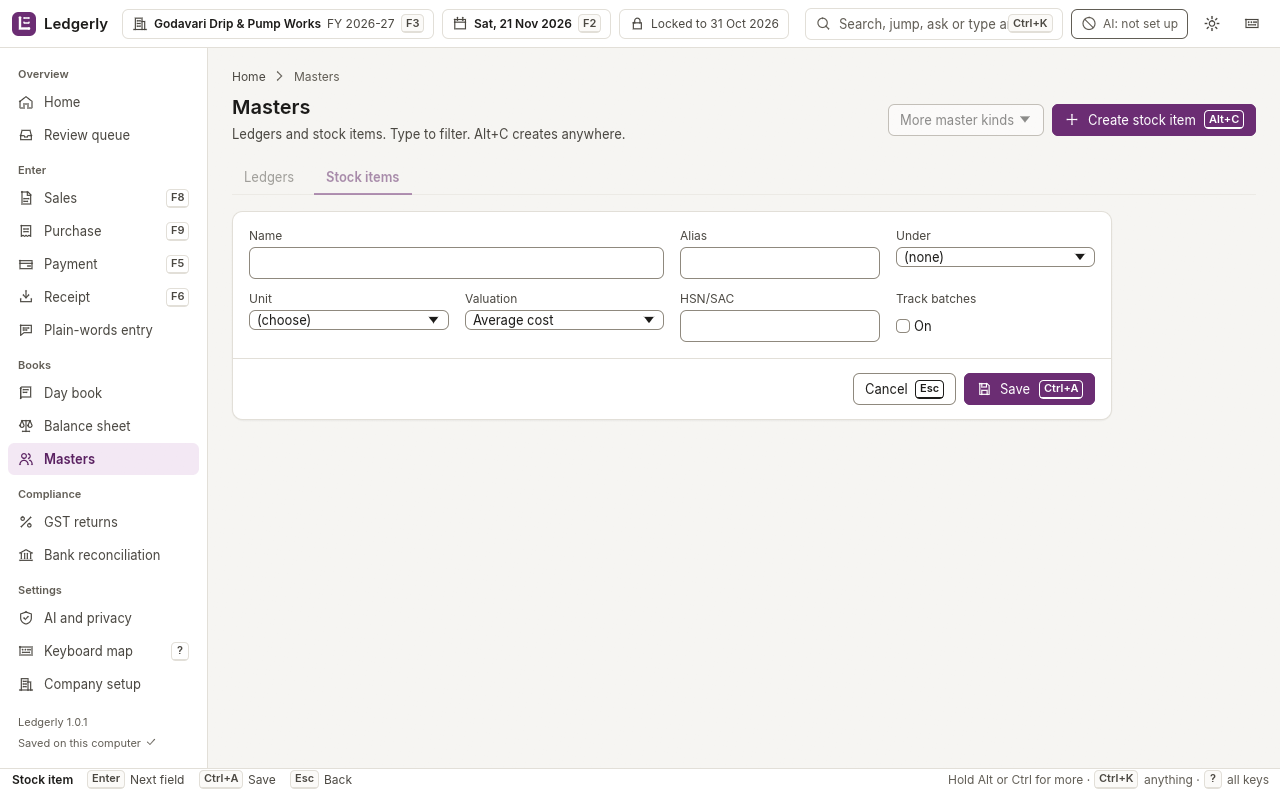 Ledgerly
Godavari Drip & Pump Works FY 2026-27 F3
Sat, 21 Nov 2026 F2
Locked to 31 Oct 2026
Search, jump, ask or type a Ctrl+K
AI: not set up
Overview
Home
Review queue
Enter
Sales F8
Purchase F9
Payment F5
Receipt F6
Plain-words entry
Books
Day book
Balance sheet
Masters
Compliance
GST returns
Bank reconciliation
Settings
AI and privacy
Keyboard map ?
Company setup
Ledgerly 1.0.1
Saved on this computer
Home Masters
Masters
Ledgers and stock items. Type to filter. Alt+C creates anywhere.
More master kinds
Create stock item Alt+C
Ledgers Stock items
Name Alias Under
(none)
Unit Valuation HSN/SAC Track batches
(choose) Average cost On
Cancel Esc Save Ctrl+A
Stock item Enter Next field Ctrl+A Save Esc Back
Hold Alt or Ctrl for more · Ctrl+K anything · ? all keys